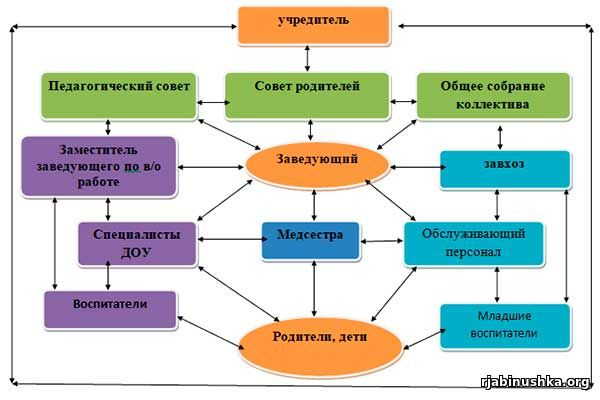 учредитель
Педагогический совет
Совет родителей
Общее собрание
коллектива
Заместитель
заведующего по в/о
работе
Заведующий
завхоз
Специалисты
ДОУ
Медсестра
Обслуживающий
персонал
Воспитатели
Родители, дети
Младшие
воспитатели
rjabinushka.org